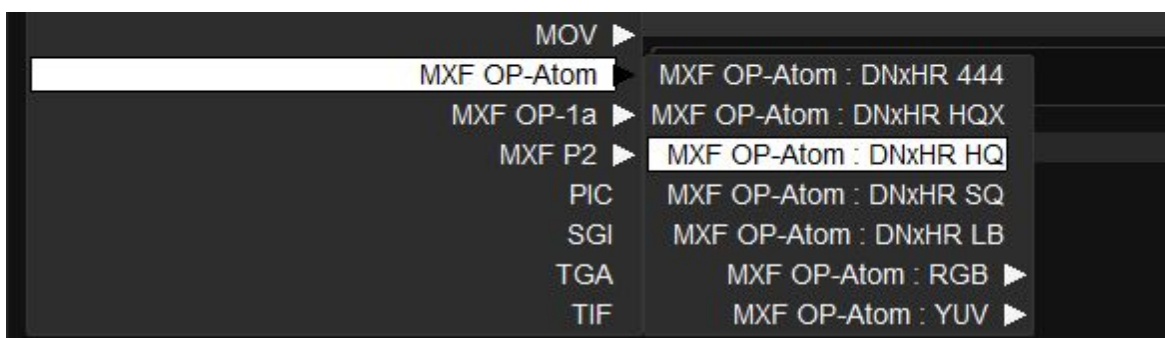 MOV
MXF OP-Atom
MXF OP-1a
MXF P2
PIC
SGI
TGA
TIF
MXF OP-Atom : DNxHR 444
MXF OP-Atom : DNxHR HQX
MXF OP-Atom : DNxHR HQ
MXF OP-Atom : DNxHR SQ
MXF OP-Atom : DNxHR LB
MXF OP-Atom : RGB
MXF OP-Atom : YUV